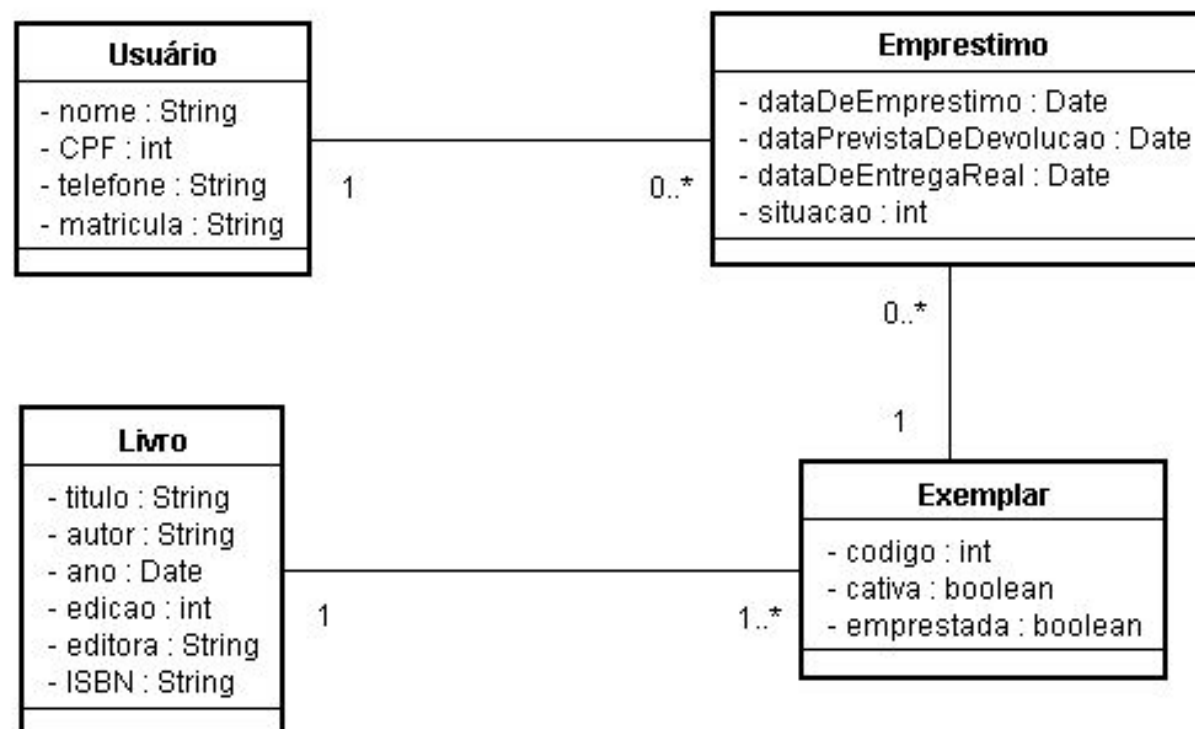 Usuário
- nome : String
- CPF : int
- telefone : String
- matricula : String
1
0..*
Emprestimo
- dataDeEmprestimo : Date
- dataPrevistaDeDevolucao : Date
- dataDeEntregaReal : Date
- situacao : int
0..*
1
Livro
- titulo : String
- autor : String
- ano : Date
- edicao : int
- editora : String
- ISBN : String
1
1..*
Exemplar
- codigo : int
- cativa : boolean
- emprestada : boolean